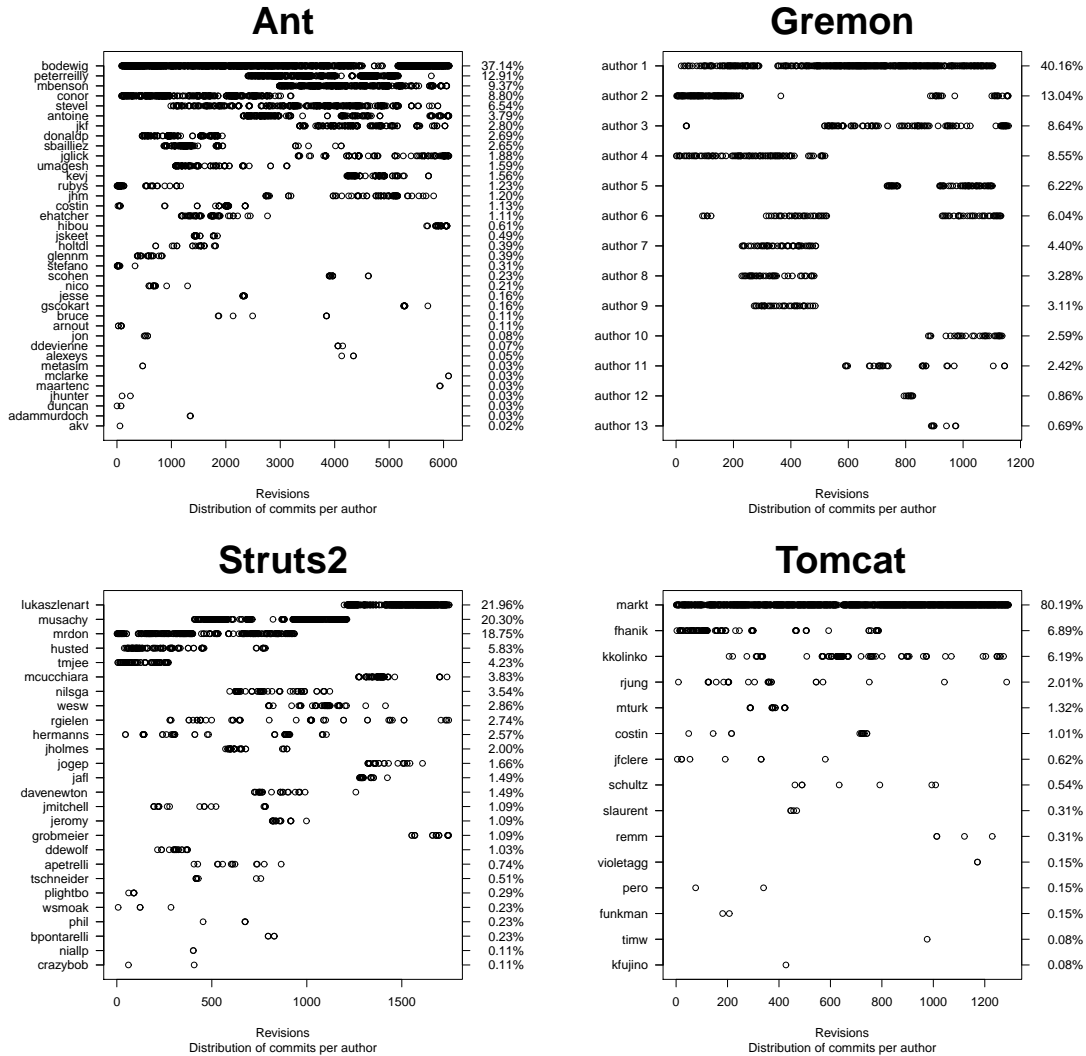 Ant
bodewig 37.14%
peterreilly 12.91%
mbenson 9.37%
conor 8.80%
stevel 6.54%
antoine 3.79%
jkf 2.80%
donaldp 2.69%
sbailliez 2.65%
jglick 1.88%
umagesh 1.59%
kevj 1.56%
rubys 1.23%
jhm 1.20%
costin 1.13%
ehatcher 1.11%
hibou 0.61%
jskeet 0.49%
holtdl 0.39%
glennm 0.39%
stefano 0.31%
scohen 0.23%
nico 0.21%
jesse 0.16%
gscokart 0.16%
bruce 0.11%
arnout 0.11%
jon 0.08%
ddevienne 0.07%
alexeys 0.05%
metasim 0.03%
mclarke 0.03%
maartenc 0.03%
jhunter 0.03%
duncan 0.03%
adammurdoch 0.03%
akv 0.02%
0 1000 2000 3000 4000 5000 6000
Revisions
Distribution of commits per author
Gremon
author 1 40.16%
author 2 13.04%
author 3 8.64%
author 4 8.55%
author 5 6.22%
author 6 6.04%
author 7 4.40%
author 8 3.28%
author 9 3.11%
author 10 2.59%
author 11 2.42%
author 12 0.86%
author 13 0.69%
0 200 400 600 800 1000 1200
Revisions
Distribution of commits per author
Struts2
lukaszlenart 21.96%
musachy 20.30%
mrdon 18.75%
husted 5.83%
tmjee 4.23%
mcucchiara 3.83%
nilsga 3.54%
wesw 2.86%
rgielen 2.74%
hermanns 2.57%
jholmes 2.00%
jogep 1.66%
jafl 1.49%
davenewton 1.49%
jmitchell 1.09%
jeromy 1.09%
grobmeier 1.09%
ddewolf 1.03%
apetrelli 0.74%
tschneider 0.51%
plightbo 0.29%
wsmoak 0.23%
phil 0.23%
bpontarelli 0.23%
niallp 0.11%
crazybob 0.11%
0 500 1000 1500
Revisions
Distribution of commits per author
Tomcat
markt 80.19%
fhanik 6.89%
kkolinko 6.19%
rjung 2.01%
mturk 1.32%
costin 1.01%
jfclere 0.62%
schultz 0.54%
slaurent 0.31%
remm 0.31%
violetagg 0.15%
pero 0.15%
funkman 0.15%
timw 0.08%
kfujino 0.08%
0 200 400 600 800 1000 1200
Revisions
Distribution of commits per author